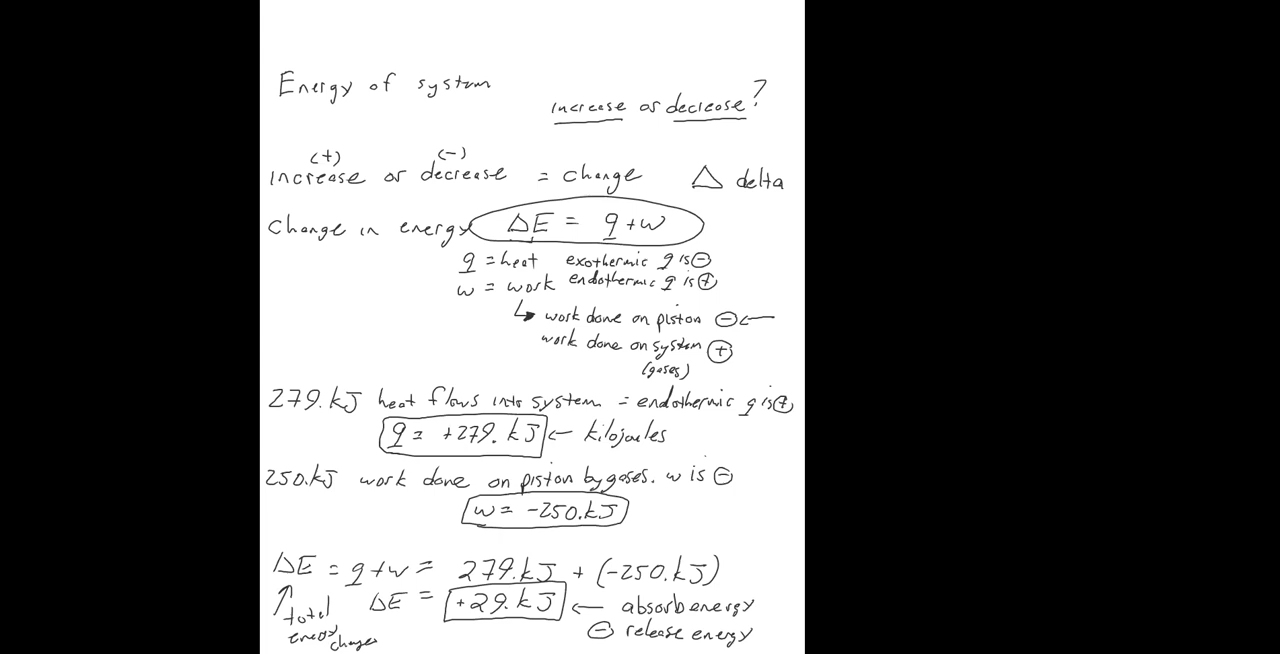 Energy of system
increase or decrease?
(+) (-)
increase or decrease = change △ delta
Change in energy ΔE = q+w
q = heat exothermic q is ⊖
w = work endothermic q is ⊕
↳ work done on piston ⊖ ←
work done on system ⊕
(gases)
279. kJ heat flows into system = endothermic q is ⊕
q = +279. kJ ← kilojoules
250. kJ work done on piston by gases. w is ⊖
w = -250. kJ
ΔE = q+w = 279. kJ + (-250. kJ)
↑ total ΔE = +29. kJ ← absorb energy
energy changes ⊖ release energy